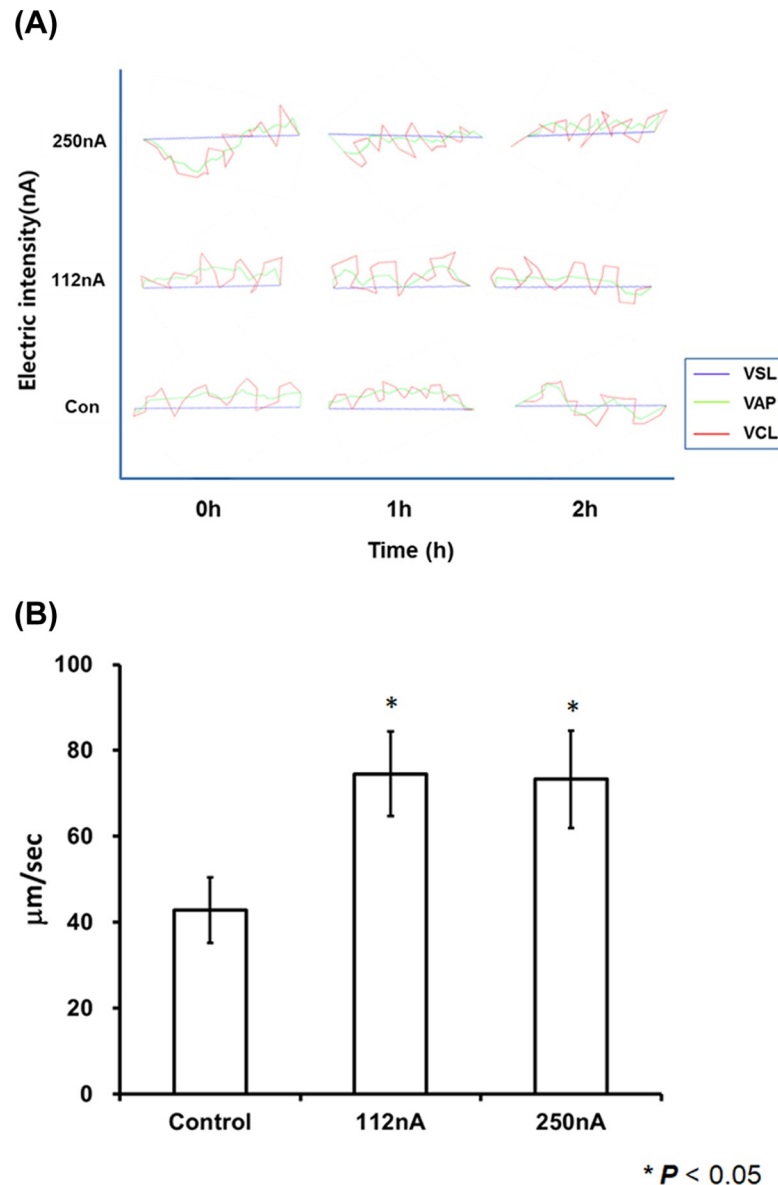 (A)
Electric intensity(nA)
250nA
112nA
Con
VSL
VAP
VCL
0h 1h 2h
Time (h)
(B)
μm/sec
100
80
60
40
20
0
* *
Control 112nA 250nA
* P < 0.05